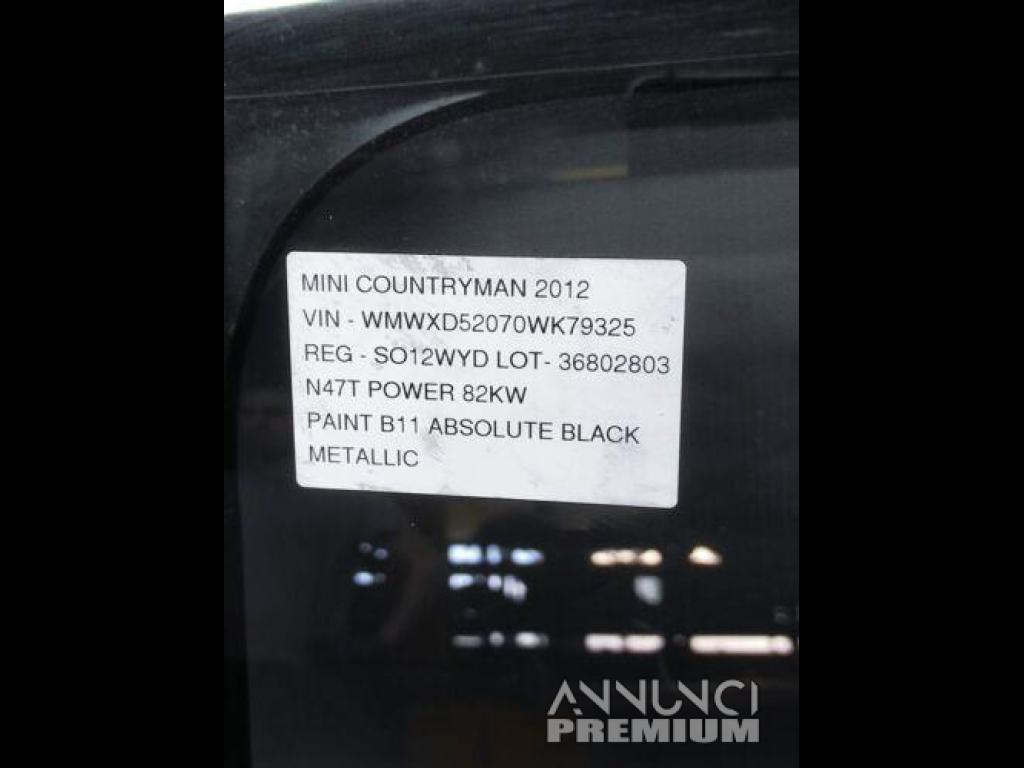 MINI COUNTRYMAN 2012
VIN - WMWXD52070WK79325
REG - SO12WYD LOT- 36802803
N47T POWER 82KW
PAINT B11 ABSOLUTE BLACK
METALLIC
ANNUNCI
PREMIUM